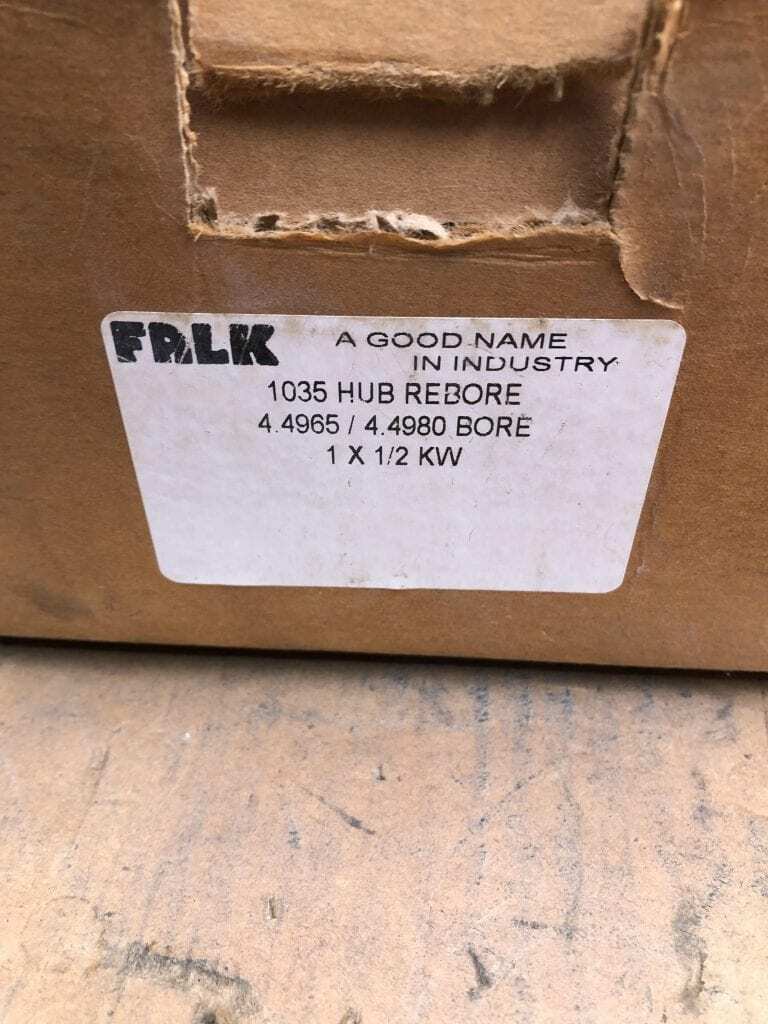 FALK A GOOD NAME
IN INDUSTRY
1035 HUB REBORE
4.4965 / 4.4980 BORE
1 X 1/2 KW